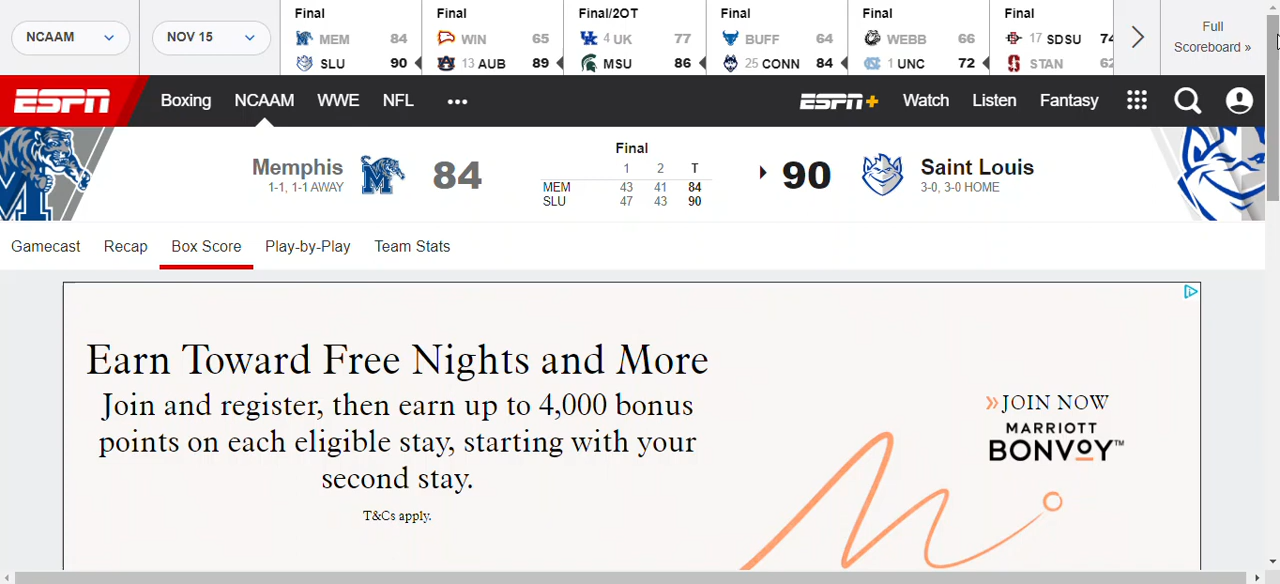 NCAAM
NOV 15
Final
MEM 84
SLU 90
Final
WIN 65
13 AUB 89
Final/2OT
4 UK 77
MSU 86
Final
BUFF 64
25 CONN 84
Final
WEBB 66
1 UNC 72
Final
17 SDSU 74
STAN 62
Full
Scoreboard »
ESPN
Boxing NCAAM WWE NFL
ESPN+ Watch Listen Fantasy
Memphis
1-1, 1-1 AWAY
84
Final
1 2 T
MEM 43 41 84
SLU 47 43 90
90
Saint Louis
3-0, 3-0 HOME
Gamecast Recap Box Score Play-by-Play Team Stats
Earn Toward Free Nights and More
Join and register, then earn up to 4,000 bonus
points on each eligible stay, starting with your
second stay.
T&Cs apply.
»JOIN NOW
MARRIOTT
BONVOY™